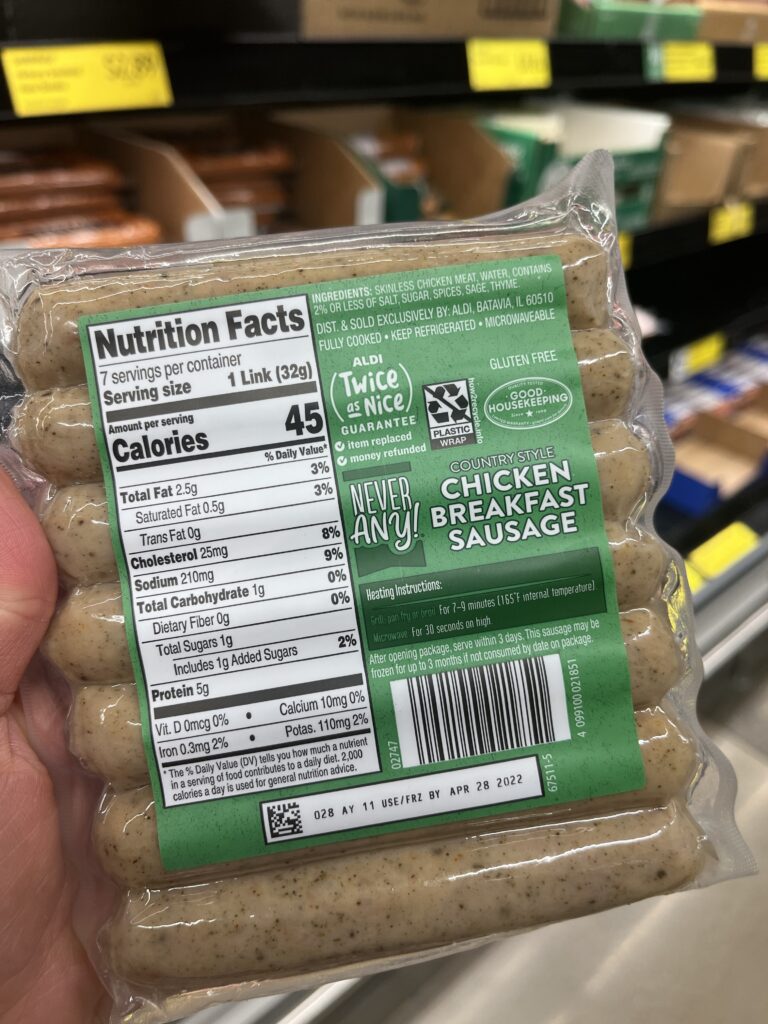 Nutrition Facts
7 servings per container
Serving size 1 Link (32g)
Amount per serving
Calories 45
% Daily Value*
Total Fat 2.5g 3%
Saturated Fat 0.5g 3%
Trans Fat 0g
Cholesterol 25mg 8%
Sodium 210mg 9%
Total Carbohydrate 1g 0%
Dietary Fiber 0g 0%
Total Sugars 1g
Includes 1g Added Sugars 2%
Protein 5g
Vit. D 0mcg 0% • Calcium 10mg 0%
Iron 0.3mg 2% • Potas. 110mg 2%
* The % Daily Value (DV) tells you how much a nutrient
in a serving of food contributes to a daily diet. 2,000
calories a day is used for general nutrition advice.
INGREDIENTS: SKINLESS CHICKEN MEAT, WATER, CONTAINS
2% OR LESS OF SALT, SUGAR, SPICES, SAGE, THYME.
DIST. & SOLD EXCLUSIVELY BY: ALDI, BATAVIA, IL 60510
FULLY COOKED • KEEP REFRIGERATED • MICROWAVEABLE
ALDI
Twice
as Nice
GUARANTEE
item replaced
money refunded
PLASTIC
WRAP
how2recycle.info
GLUTEN FREE
GOOD
HOUSEKEEPING
NEVER
ANY!
COUNTRY STYLE
CHICKEN
BREAKFAST
SAUSAGE
Heating Instructions:
Grill, pan fry or broil For 7-9 minutes (165°F internal temperature).
Microwave For 30 seconds on high.
After opening package, serve within 3 days. This sausage may be
frozen for up to 3 months if not consumed by date on package.
02747
67511-5
4 099100 021851
028 AY 11 USE/FRZ BY APR 28 2022